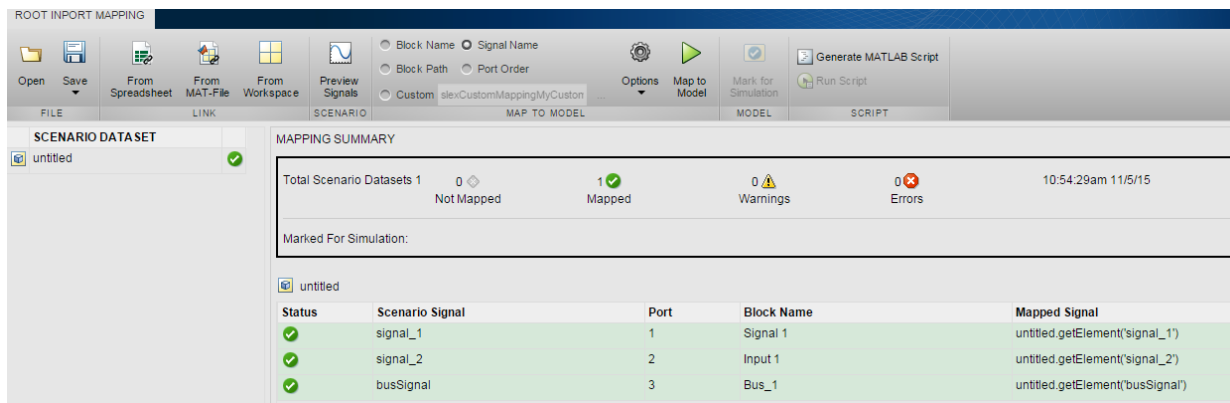 ROOT INPORT MAPPING
Block Name Signal Name
Block Path Port Order
Custom slexCustomMappingMyCuston ...
Open Save From Spreadsheet From MAT-File From Workspace Preview Signals Options Map to Model Mark for Simulation Generate MATLAB Script
Run Script
FILE LINK SCENARIO MAP TO MODEL MODEL SCRIPT
SCENARIO DATASET
untitled
MAPPING SUMMARY
Total Scenario Datasets 1 0 1 0 0 10:54:29am 11/5/15
Not Mapped Mapped Warnings Errors
Marked For Simulation:
untitled
Status Scenario Signal Port Block Name Mapped Signal
signal_1 1 Signal 1 untitled.getElement('signal_1')
signal_2 2 Input 1 untitled.getElement('signal_2')
busSignal 3 Bus_1 untitled.getElement('busSignal')